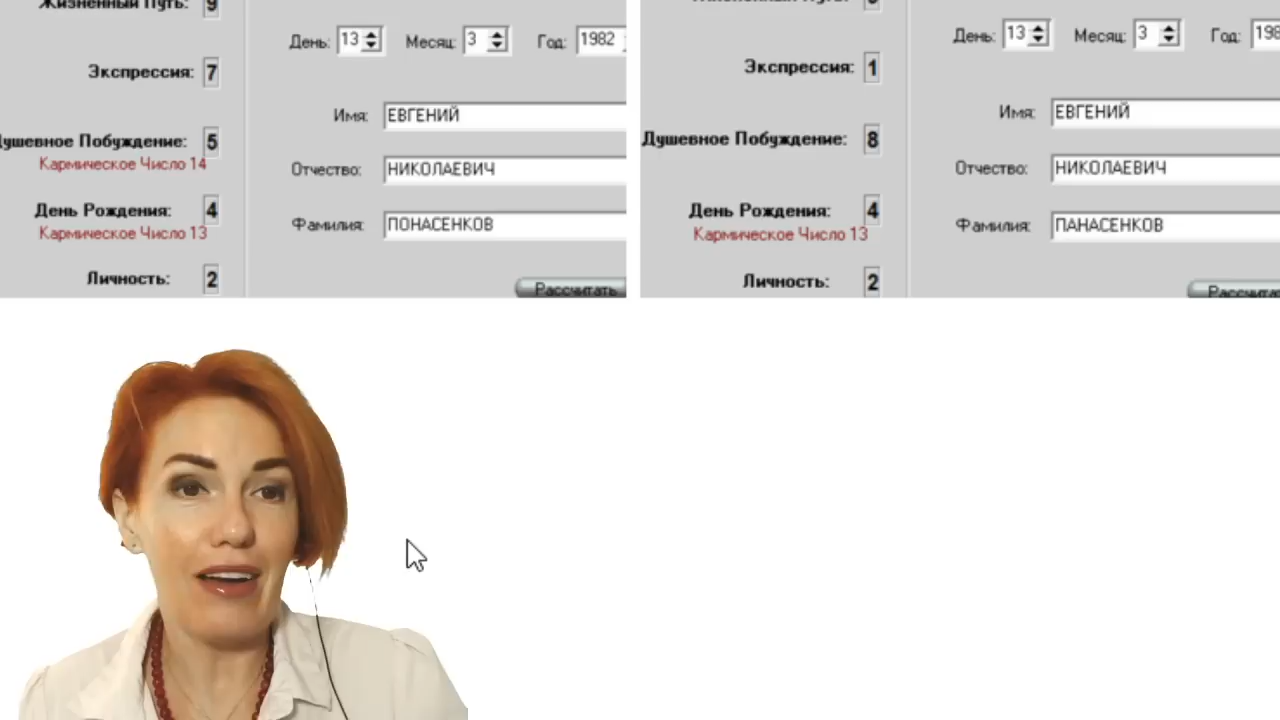 Жизненный Путь: 9
День: 13 Месяц: 3 Год: 1982
Экспрессия: 7
Имя: ЕВГЕНИЙ
Душевное Побуждение: 5
Кармическое Число 14
Отчество: НИКОЛАЕВИЧ
День Рождения: 4
Кармическое Число 13
Фамилия: ПОНАСЕНКОВ
Личность: 2
Рассчитать
День: 13 Месяц: 3 Год: 198
Экспрессия: 1
Имя: ЕВГЕНИЙ
Душевное Побуждение: 8
Отчество: НИКОЛАЕВИЧ
День Рождения: 4
Кармическое Число 13
Фамилия: ПАНАСЕНКОВ
Личность: 2